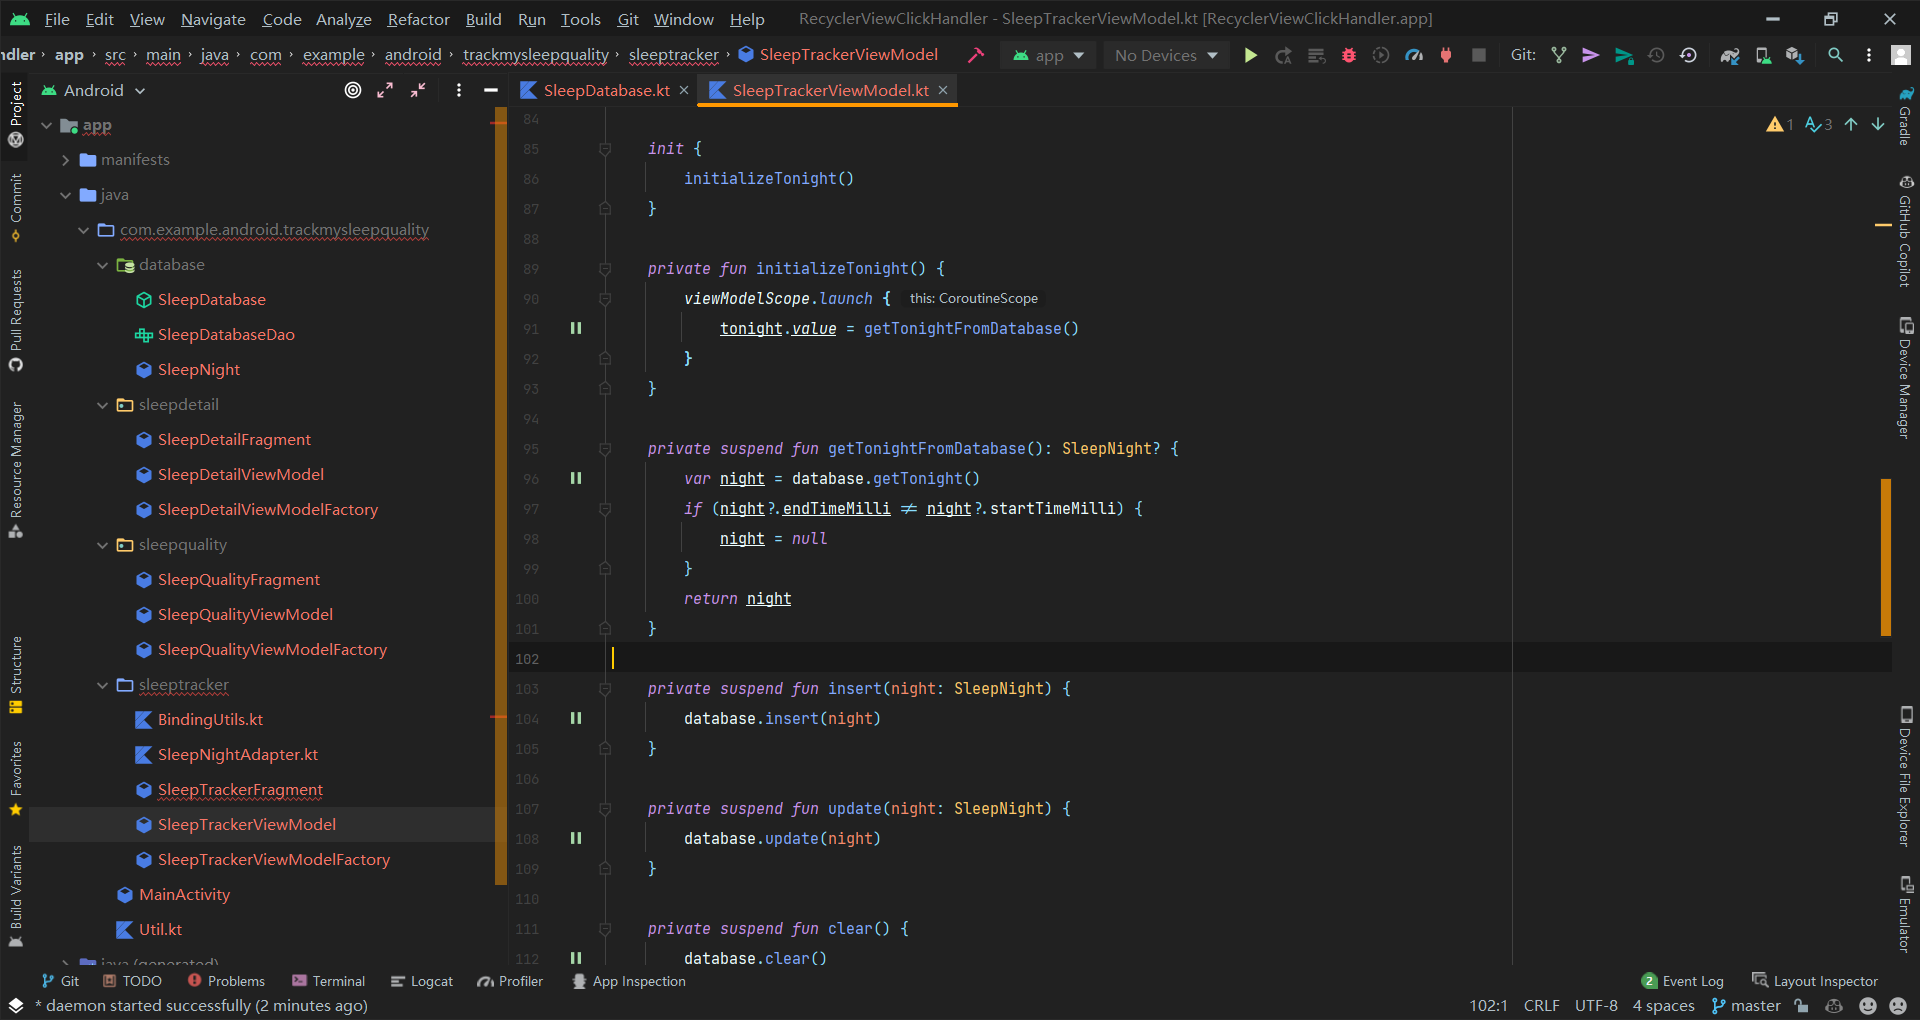 File Edit View Navigate Code Analyze Refactor Build Run Tools Git Window Help RecyclerViewClickHandler - SleepTrackerViewModel.kt [RecyclerViewClickHandler.app]
ndler › app › src › main › java › com › example › android › trackmysleepquality › sleeptracker › SleepTrackerViewModel app No Devices Git:
Android
SleepDatabase.kt
SleepTrackerViewModel.kt
Project
Commit
Pull Requests
Resource Manager
Structure
Favorites
Build Variants
app
manifests
java
com.example.android.trackmysleepquality
database
SleepDatabase
SleepDatabaseDao
SleepNight
sleepdetail
SleepDetailFragment
SleepDetailViewModel
SleepDetailViewModelFactory
sleepquality
SleepQualityFragment
SleepQualityViewModel
SleepQualityViewModelFactory
sleeptracker
BindingUtils.kt
SleepNightAdapter.kt
SleepTrackerFragment
SleepTrackerViewModel
SleepTrackerViewModelFactory
MainActivity
Util.kt
java (generated)
84
85 init {
86 initializeTonight()
87 }
88
89 private fun initializeTonight() {
90 viewModelScope.launch { this: CoroutineScope
91 tonight.value = getTonightFromDatabase()
92 }
93 }
94
95 private suspend fun getTonightFromDatabase(): SleepNight? {
96 var night = database.getTonight()
97 if (night?.endTimeMilli ≠ night?.startTimeMilli) {
98 night = null
99 }
100 return night
101 }
102
103 private suspend fun insert(night: SleepNight) {
104 database.insert(night)
105 }
106
107 private suspend fun update(night: SleepNight) {
108 database.update(night)
109 }
110
111 private suspend fun clear() {
112 database.clear()
1 3
Gradle
GitHub Copilot
Device Manager
Device File Explorer
Emulator
Git TODO Problems Terminal Logcat Profiler App Inspection 2 Event Log Layout Inspector
* daemon started successfully (2 minutes ago) 102:1 CRLF UTF-8 4 spaces master